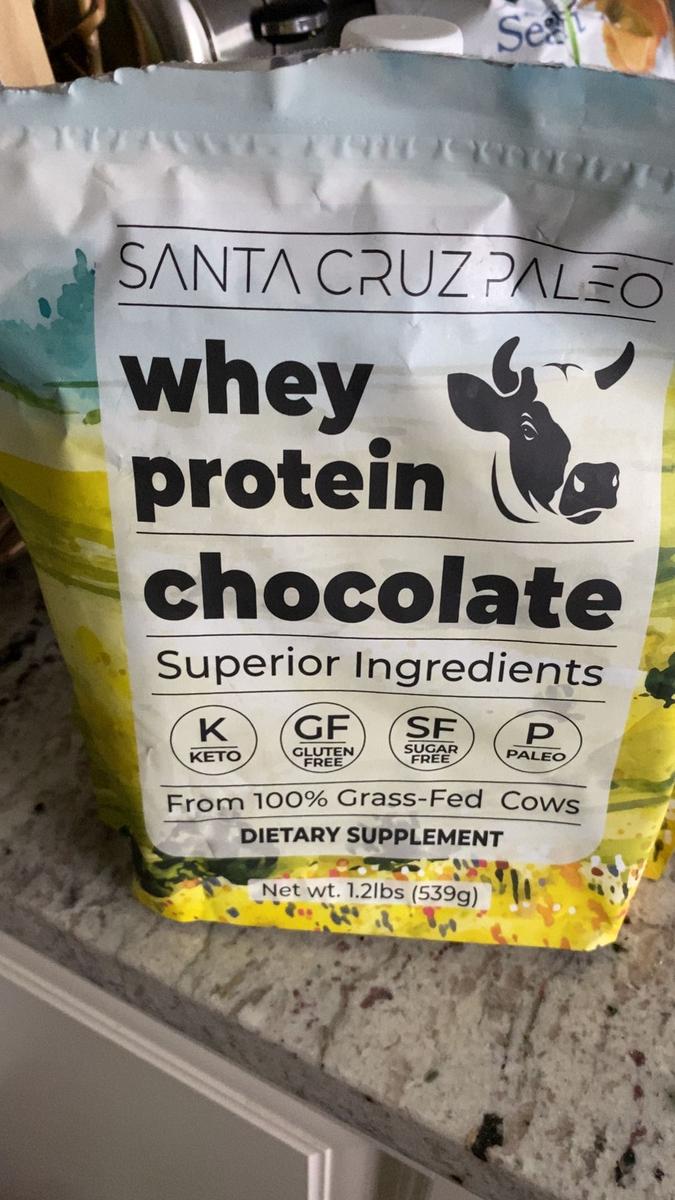 Sea
SANTA CRUZ PALEO
whey
protein
chocolate
Superior Ingredients
K
KETO
GF
GLUTEN
FREE
SF
SUGAR
FREE
P
PALEO
From 100% Grass-Fed Cows
DIETARY SUPPLEMENT
Net wt. 1.2lbs (539g)